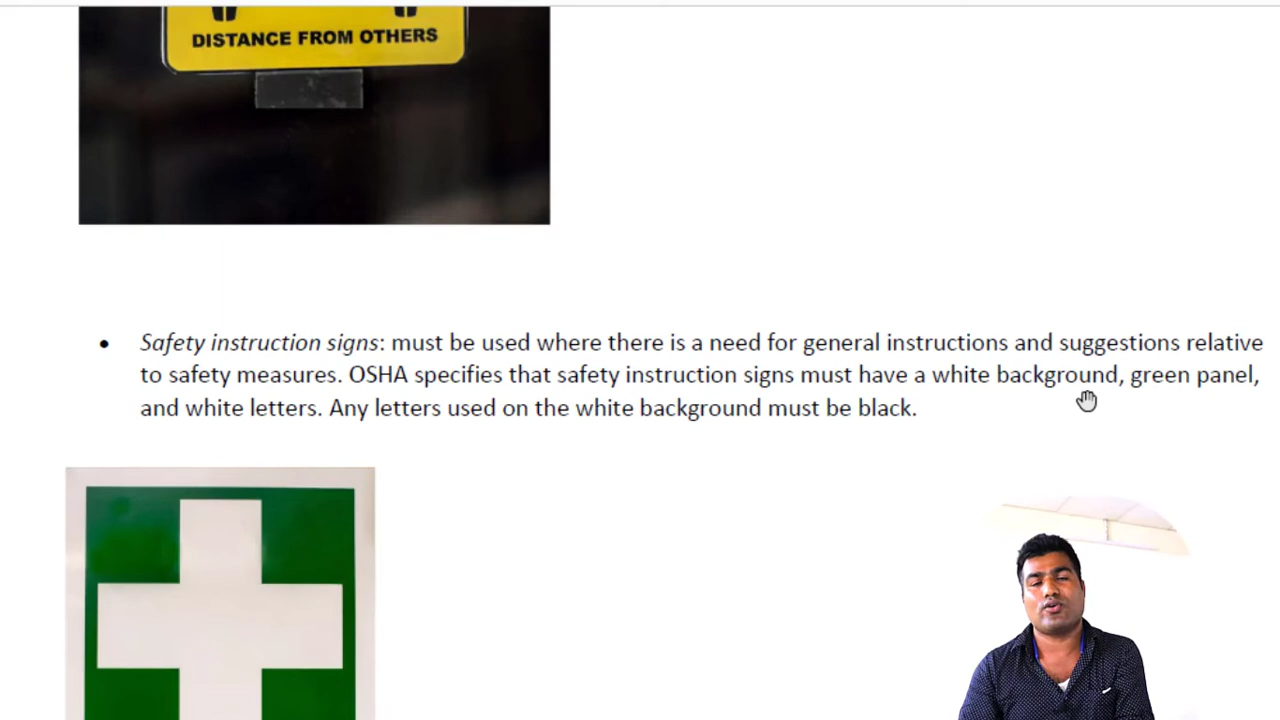 DISTANCE FROM OTHERS
Safety instruction signs: must be used where there is a need for general instructions and suggestions relative
to safety measures. OSHA specifies that safety instruction signs must have a white background, green panel,
and white letters. Any letters used on the white background must be black.